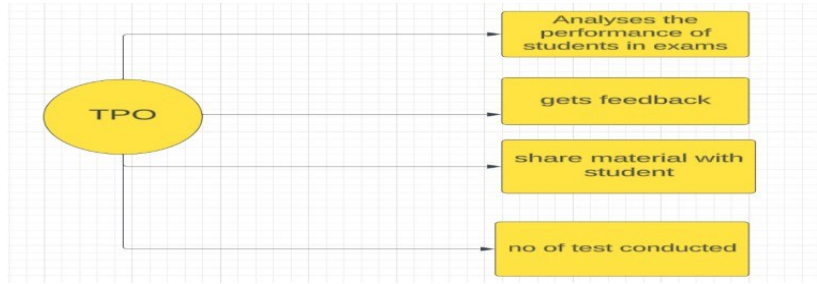 Analyses the
performance of
students in exams
TPO
gets feedback
share material with
student
no of test conducted